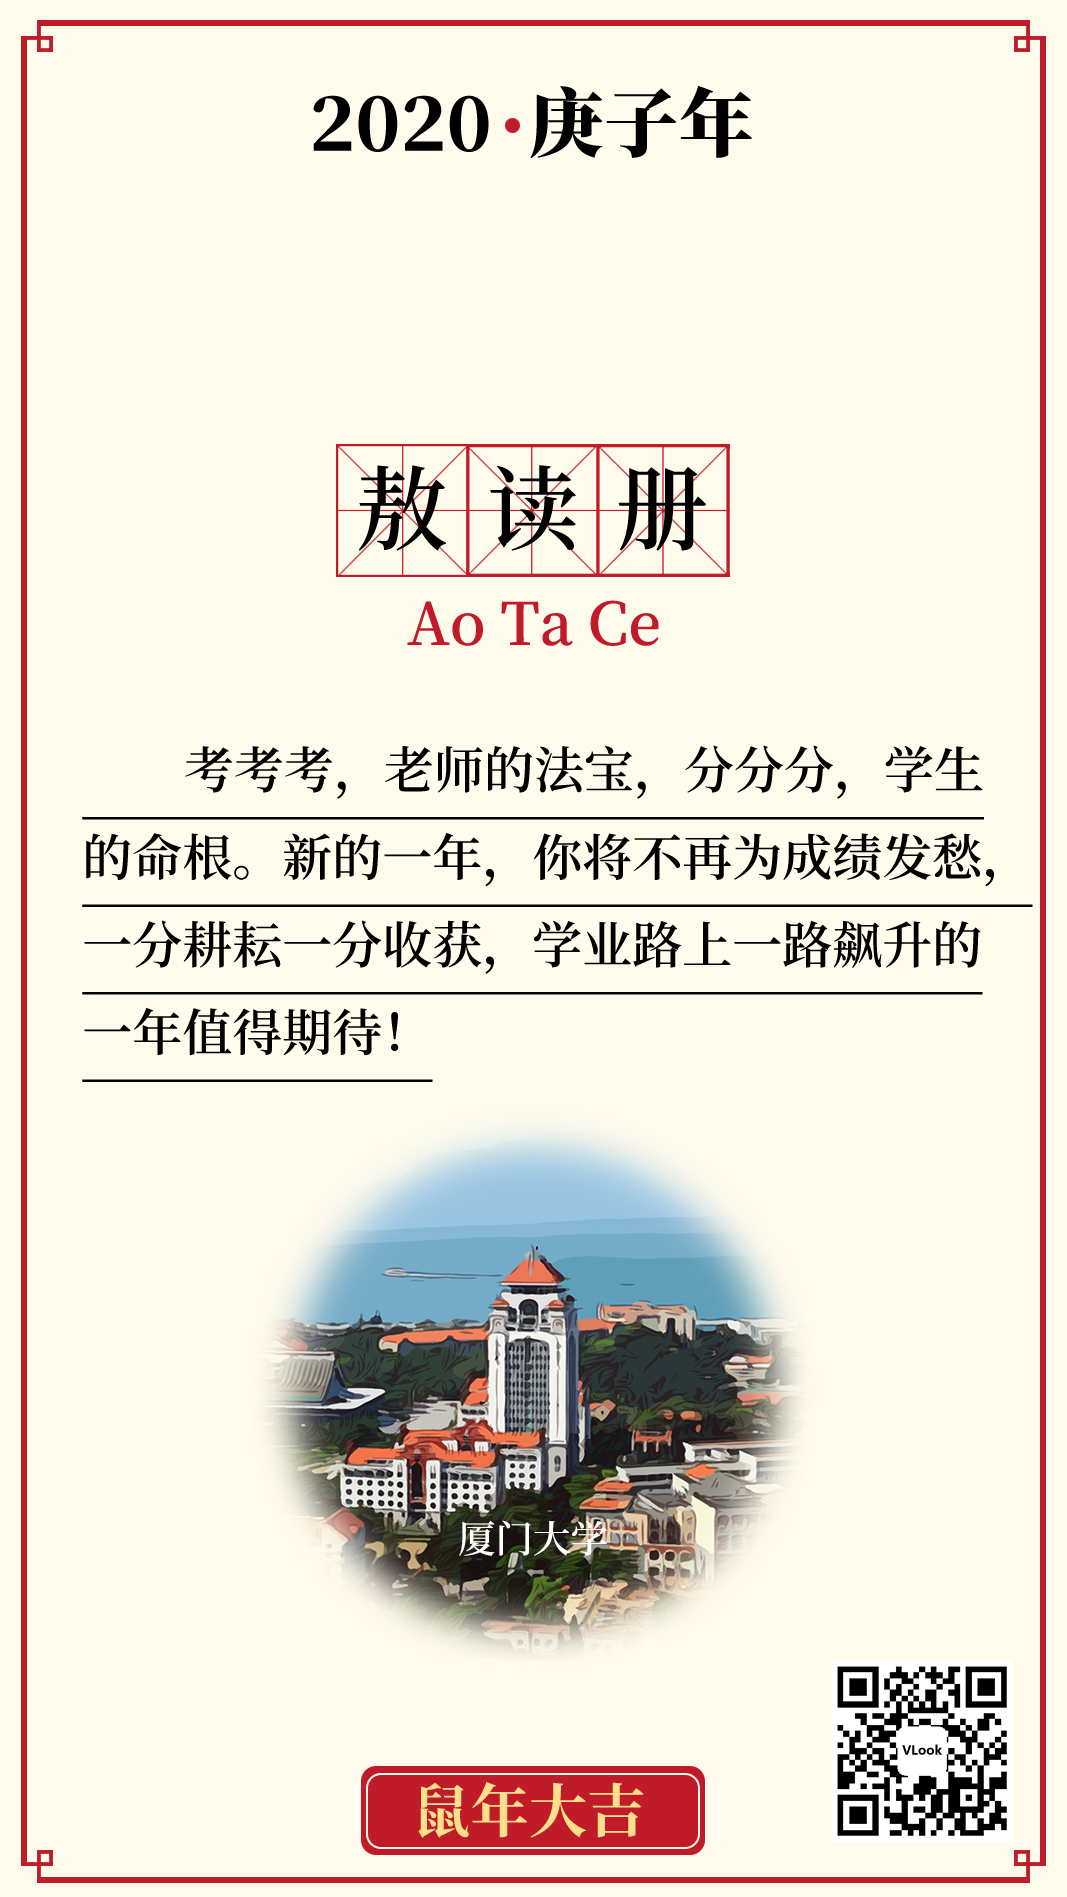 2020·庚子年
敖读册
Ao Ta Ce
考考考，老师的法宝，分分分，学生
的命根。新的一年，你将不再为成绩发愁，
一分耕耘一分收获，学业路上一路飙升的
一年值得期待！
厦门大学
VLook
鼠年大吉